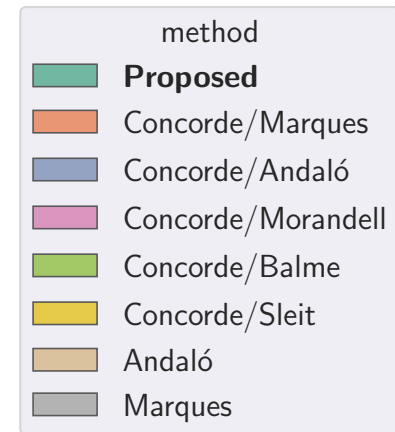 method
Proposed
Concorde/Marques
Concorde/Andaló
Concorde/Morandell
Concorde/Balme
Concorde/Sleit
Andaló
Marques